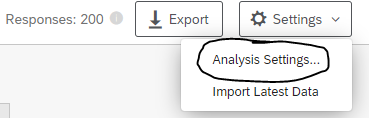 Responses: 200 Export Settings
Analysis Settings...
Import Latest Data